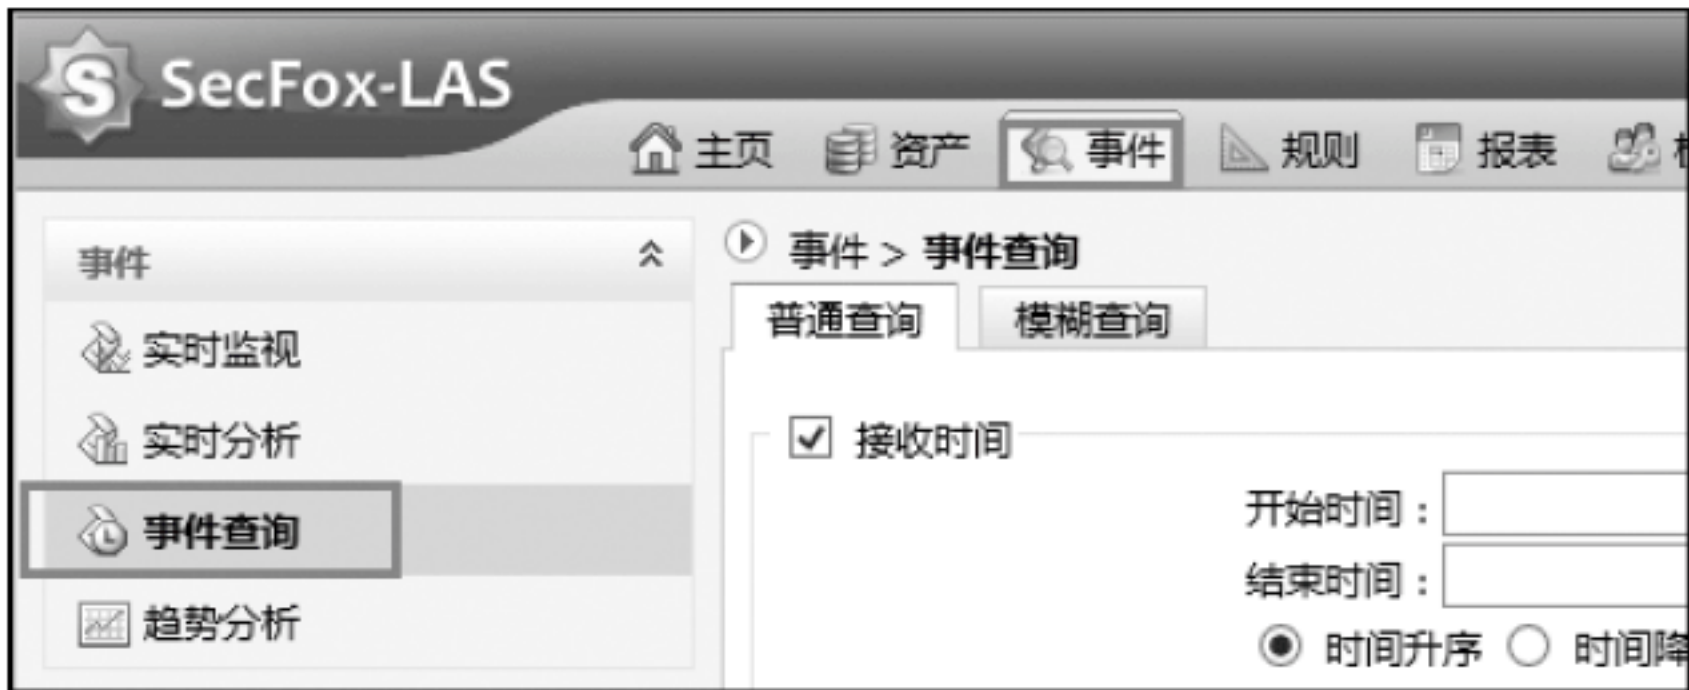 SecFox-LAS
主页 资产 事件 规则 报表
事件
事件 > 事件查询
普通查询 模糊查询
实时监视
实时分析
事件查询
趋势分析
接收时间
开始时间：
结束时间：
时间升序 时间降